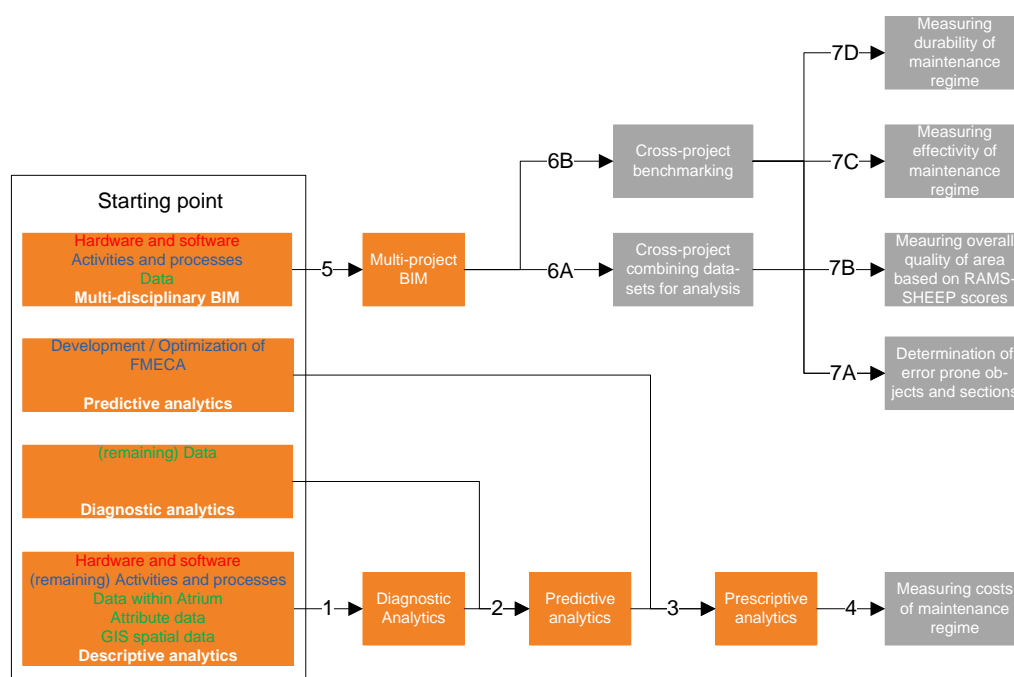 Starting point
Hardware and software
Activities and processes
Data
Multi-disciplinary BIM
Development / Optimization of
FMECA
Predictive analytics
(remaining) Data
Diagnostic analytics
Hardware and software
(remaining) Activities and processes
Data within Atrium
Attribute data
GIS spatial data
Descriptive analytics
5
Multi-project
BIM
6B
6A
Cross-project
benchmarking
Cross-project
combining data-
sets for analysis
7D
7C
7B
7A
Measuring
durability of
maintenance
regime
Measuring
effectivity of
maintenance
regime
Meauring overall
quality of area
based on RAMS-
SHEEP scores
Determination of
error prone ob-
jects and sections
1
Diagnostic
Analytics
2
Predictive
analytics
3
Prescriptive
analytics
4
Measuring costs
of maintenance
regime